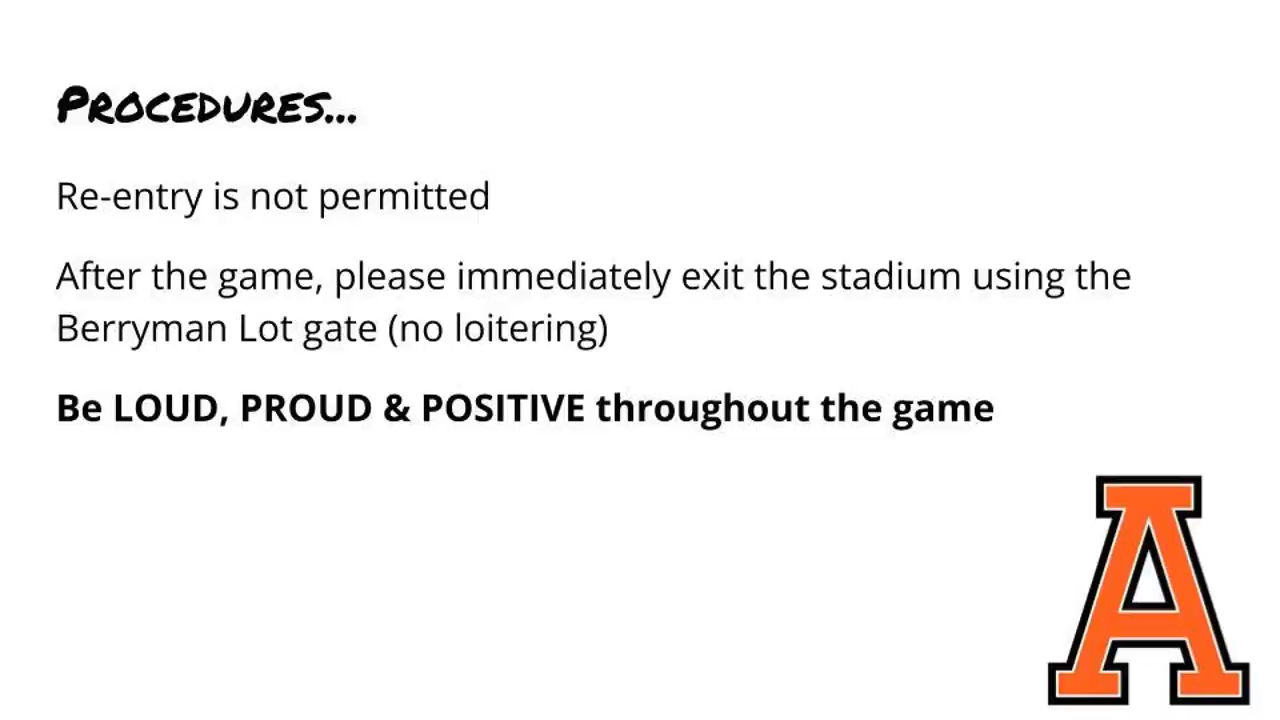 PROCEDURES...
Re-entry is not permitted
After the game, please immediately exit the stadium using the
Berryman Lot gate (no loitering)
Be LOUD, PROUD & POSITIVE throughout the game
A